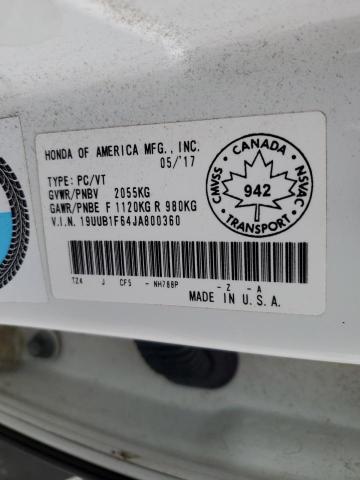 HONDA OF AMERICA MFG., INC.
05/'17
TYPE: PC/VT
GVWR/PNBV 2055KG
GAWR/PNBE F 1120KG R 980KG
V.I.N. 19UUB1F64JA800360
TZ4 J CF5 - NH788P - 2 - A
MADE IN U.S.A.
CANADA
CMVSS
NSVAC
942
TRANSPORT